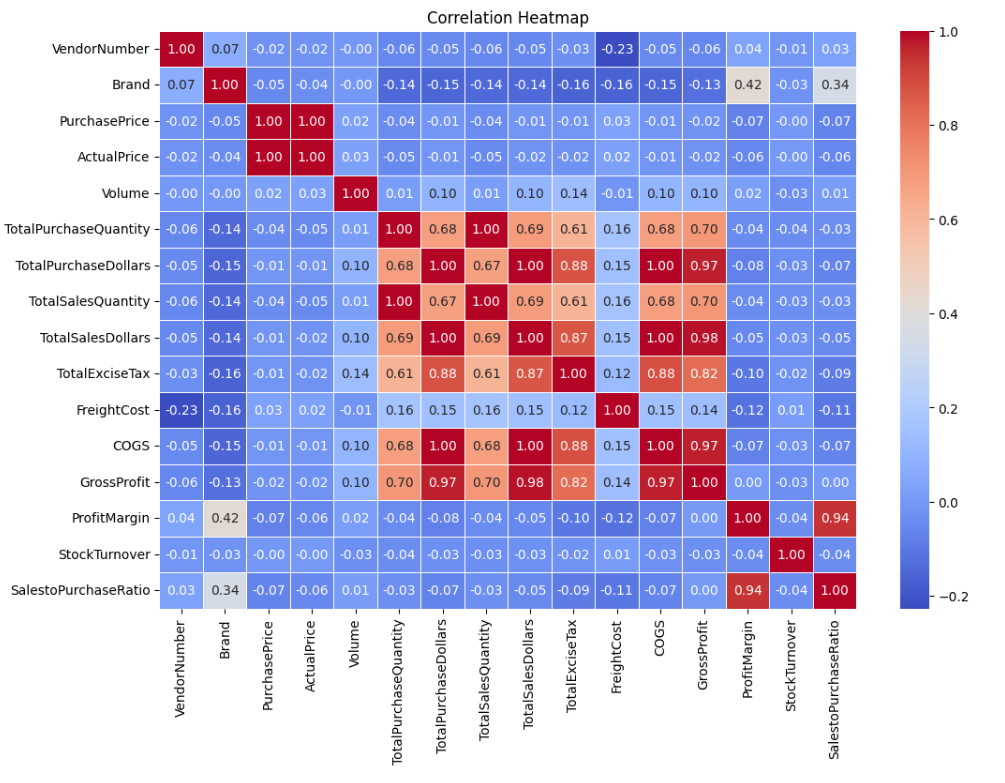 Correlation Heatmap
VendorNumber 1.00 0.07 -0.02 -0.02 -0.00 -0.06 -0.05 -0.06 -0.05 -0.03 -0.23 -0.05 -0.06 0.04 -0.01 0.03
Brand 0.07 1.00 -0.05 -0.04 -0.00 -0.14 -0.15 -0.14 -0.14 -0.16 -0.16 -0.15 -0.13 0.42 -0.03 0.34
PurchasePrice -0.02 -0.05 1.00 1.00 0.02 -0.04 -0.01 -0.04 -0.01 -0.01 0.03 -0.01 -0.02 -0.07 -0.00 -0.07
ActualPrice -0.02 -0.04 1.00 1.00 0.03 -0.05 -0.01 -0.05 -0.02 -0.02 0.02 -0.01 -0.02 -0.06 -0.00 -0.06
Volume -0.00 -0.00 0.02 0.03 1.00 0.01 0.10 0.01 0.10 0.14 -0.01 0.10 0.10 0.02 -0.03 0.01
TotalPurchaseQuantity -0.06 -0.14 -0.04 -0.05 0.01 1.00 0.68 1.00 0.69 0.61 0.16 0.68 0.70 -0.04 -0.04 -0.03
TotalPurchaseDollars -0.05 -0.15 -0.01 -0.01 0.10 0.68 1.00 0.67 1.00 0.88 0.15 1.00 0.97 -0.08 -0.03 -0.07
TotalSalesQuantity -0.06 -0.14 -0.04 -0.05 0.01 1.00 0.67 1.00 0.69 0.61 0.16 0.68 0.70 -0.04 -0.03 -0.03
TotalSalesDollars -0.05 -0.14 -0.01 -0.02 0.10 0.69 1.00 0.69 1.00 0.87 0.15 1.00 0.98 -0.05 -0.03 -0.05
TotalExciseTax -0.03 -0.16 -0.01 -0.02 0.14 0.61 0.88 0.61 0.87 1.00 0.12 0.88 0.82 -0.10 -0.02 -0.09
FreightCost -0.23 -0.16 0.03 0.02 -0.01 0.16 0.15 0.16 0.15 0.12 1.00 0.15 0.14 -0.12 0.01 -0.11
COGS -0.05 -0.15 -0.01 -0.01 0.10 0.68 1.00 0.68 1.00 0.88 0.15 1.00 0.97 -0.07 -0.03 -0.07
GrossProfit -0.06 -0.13 -0.02 -0.02 0.10 0.70 0.97 0.70 0.98 0.82 0.14 0.97 1.00 0.00 -0.03 0.00
ProfitMargin 0.04 0.42 -0.07 -0.06 0.02 -0.04 -0.08 -0.04 -0.05 -0.10 -0.12 -0.07 0.00 1.00 -0.04 0.94
StockTurnover -0.01 -0.03 -0.00 -0.00 -0.03 -0.04 -0.03 -0.03 -0.03 -0.02 0.01 -0.03 -0.03 -0.04 1.00 -0.04
SalestoPurchaseRatio 0.03 0.34 -0.07 -0.06 0.01 -0.03 -0.07 -0.03 -0.05 -0.09 -0.11 -0.07 0.00 0.94 -0.04 1.00
VendorNumber
Brand
PurchasePrice
ActualPrice
Volume
TotalPurchaseQuantity
TotalPurchaseDollars
TotalSalesQuantity
TotalSalesDollars
TotalExciseTax
FreightCost
COGS
GrossProfit
ProfitMargin
StockTurnover
SalestoPurchaseRatio
1.0
0.8
0.6
0.4
0.2
0.0
−0.2